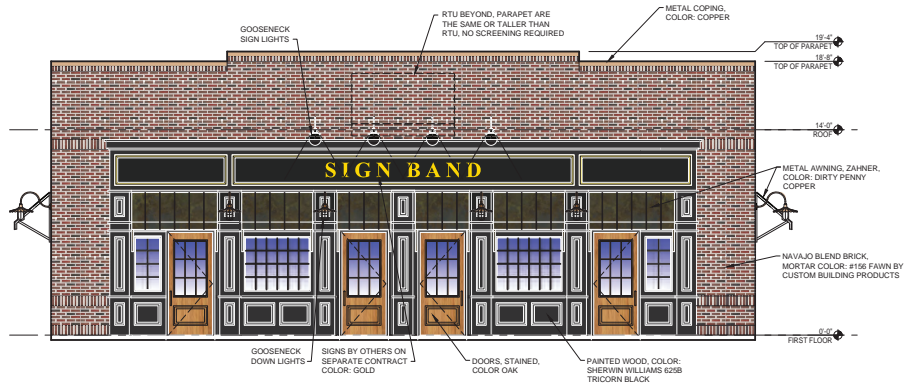 GOOSENECK
SIGN LIGHTS
RTU BEYOND, PARAPET ARE
THE SAME OR TALLER THAN
RTU, NO SCREENING REQUIRED
METAL COPING,
COLOR: COPPER
19'-4"
TOP OF PARAPET
18'-8"
TOP OF PARAPET
14'-0"
ROOF
SIGN BAND
METAL AWNING, ZAHNER,
COLOR: DIRTY PENNY
COPPER
NAVAJO BLEND BRICK,
MORTAR COLOR: #156 FAWN BY
CUSTOM BUILDING PRODUCTS
0'-0"
FIRST FLOOR
GOOSENECK
DOWN LIGHTS
SIGNS BY OTHERS ON
SEPARATE CONTRACT
COLOR: GOLD
DOORS, STAINED,
COLOR OAK
PAINTED WOOD, COLOR:
SHERWIN WILLIAMS 625B
TRICORN BLACK